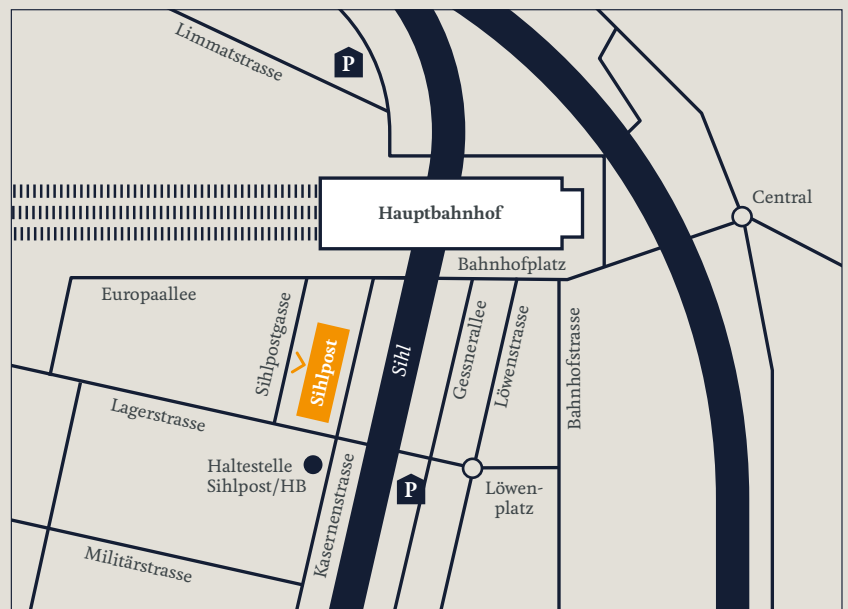 Limmatstrasse
P
Central
Hauptbahnhof
Bahnhofplatz
Europaallee
Sihlpostgasse
Sihlpost
Sihl
Gessnerallee
Löwenstrasse
Bahnhofstrasse
Lagerstrasse
Haltestelle
Sihlpost/HB
Kasernenstrasse
P
Löwen-
platz
Militärstrasse